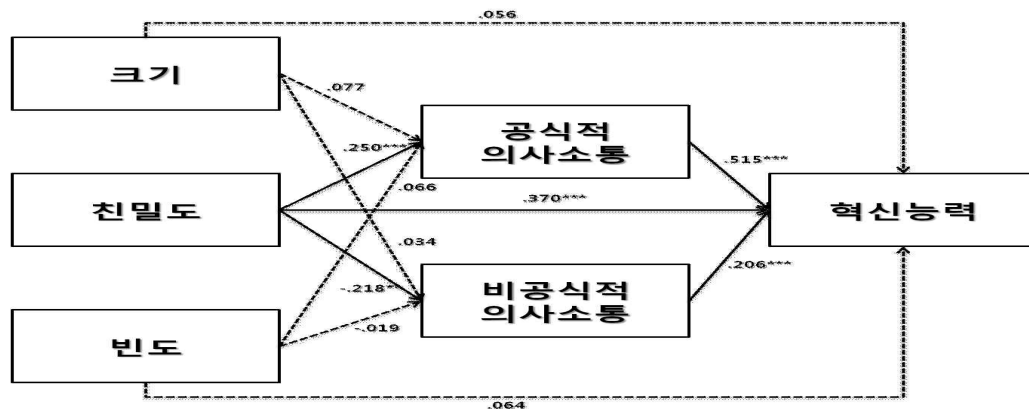 .056
크기
.077
공식적
의사소통
.250***
.515***
.066
친밀도
.370***
혁신능력
.034
.206***
-.218**
비공식적
의사소통
-.019
빈도
.064